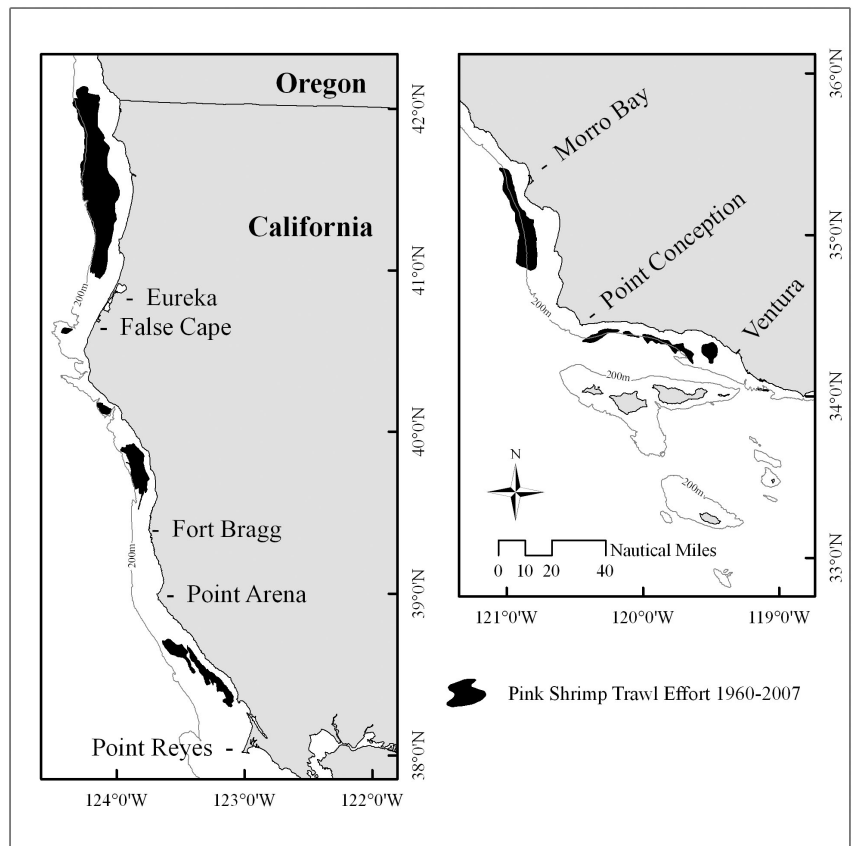 Oregon
California
200m
- Eureka
- False Cape
- Fort Bragg
200m
- Point Arena
Point Reyes -
42°0'N
41°0'N
40°0'N
39°0'N
38°0'N
124°0'W 123°0'W 122°0'W
- Morro Bay
- Point Conception
Ventura
200m
200m
200m
N
Nautical Miles
0 10 20 40
36°0'N
35°0'N
34°0'N
33°0'N
121°0'W 120°0'W 119°0'W
Pink Shrimp Trawl Effort 1960-2007